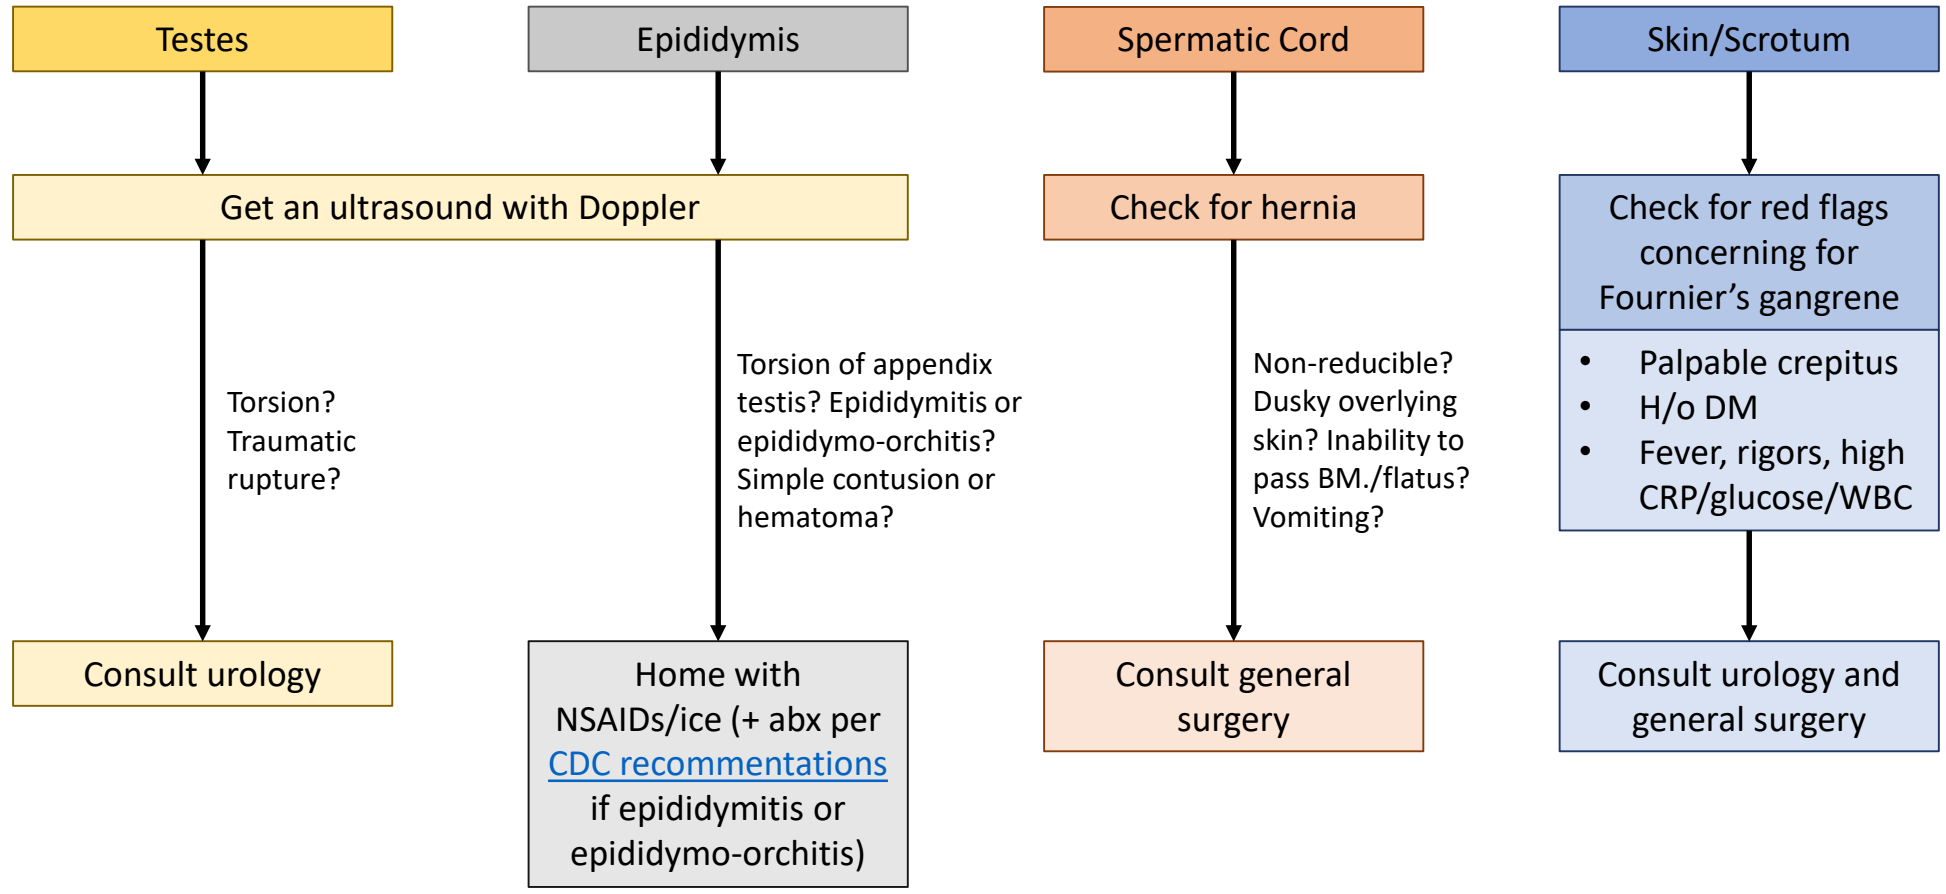 Testes
Epididymis
Spermatic Cord
Skin/Scrotum
Get an ultrasound with Doppler
Check for hernia
Check for red flags
concerning for
Fournier’s gangrene
Torsion?
Traumatic
rupture?
Torsion of appendix
testis? Epididymitis or
epididymo-orchitis?
Simple contusion or
hematoma?
Non-reducible?
Dusky overlying
skin? Inability to
pass BM./flatus?
Vomiting?
• Palpable crepitus
• H/o DM
• Fever, rigors, high
CRP/glucose/WBC
Consult urology
Home with
NSAIDs/ice (+ abx per
CDC recommentations
if epididymitis or
epididymo-orchitis)
Consult general
surgery
Consult urology and
general surgery